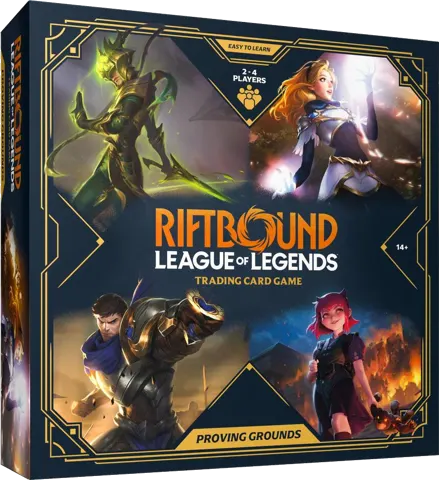 EASY TO LEARN
2 - 4
PLAYERS
RIFTBOUND
LEAGUE OF LEGENDS
TRADING CARD GAME
14+
PROVING GROUNDS
RIFTBOUND
LEAGUE OF LEGENDS